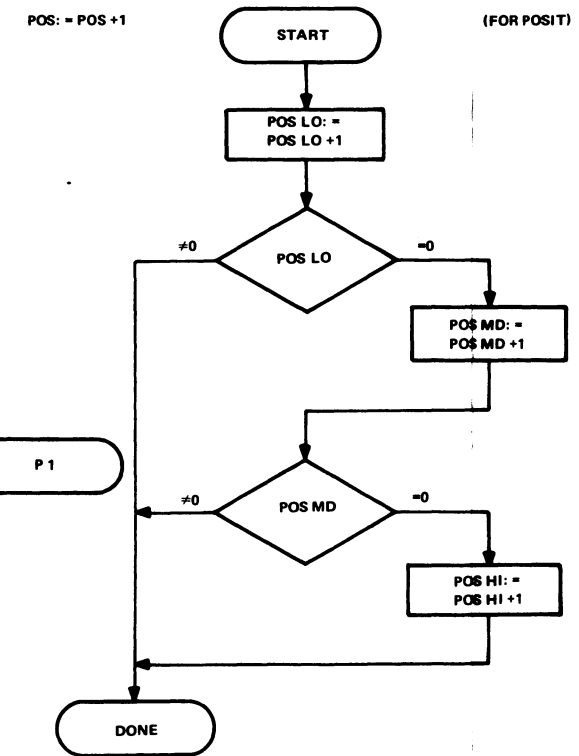 POS: = POS +1
(FOR POSIT)
START
POS LO: =
POS LO +1
≠0
POS LO
=0
POS MD: =
POS MD +1
P 1
≠0
POS MD
=0
POS HI: =
POS HI +1
DONE